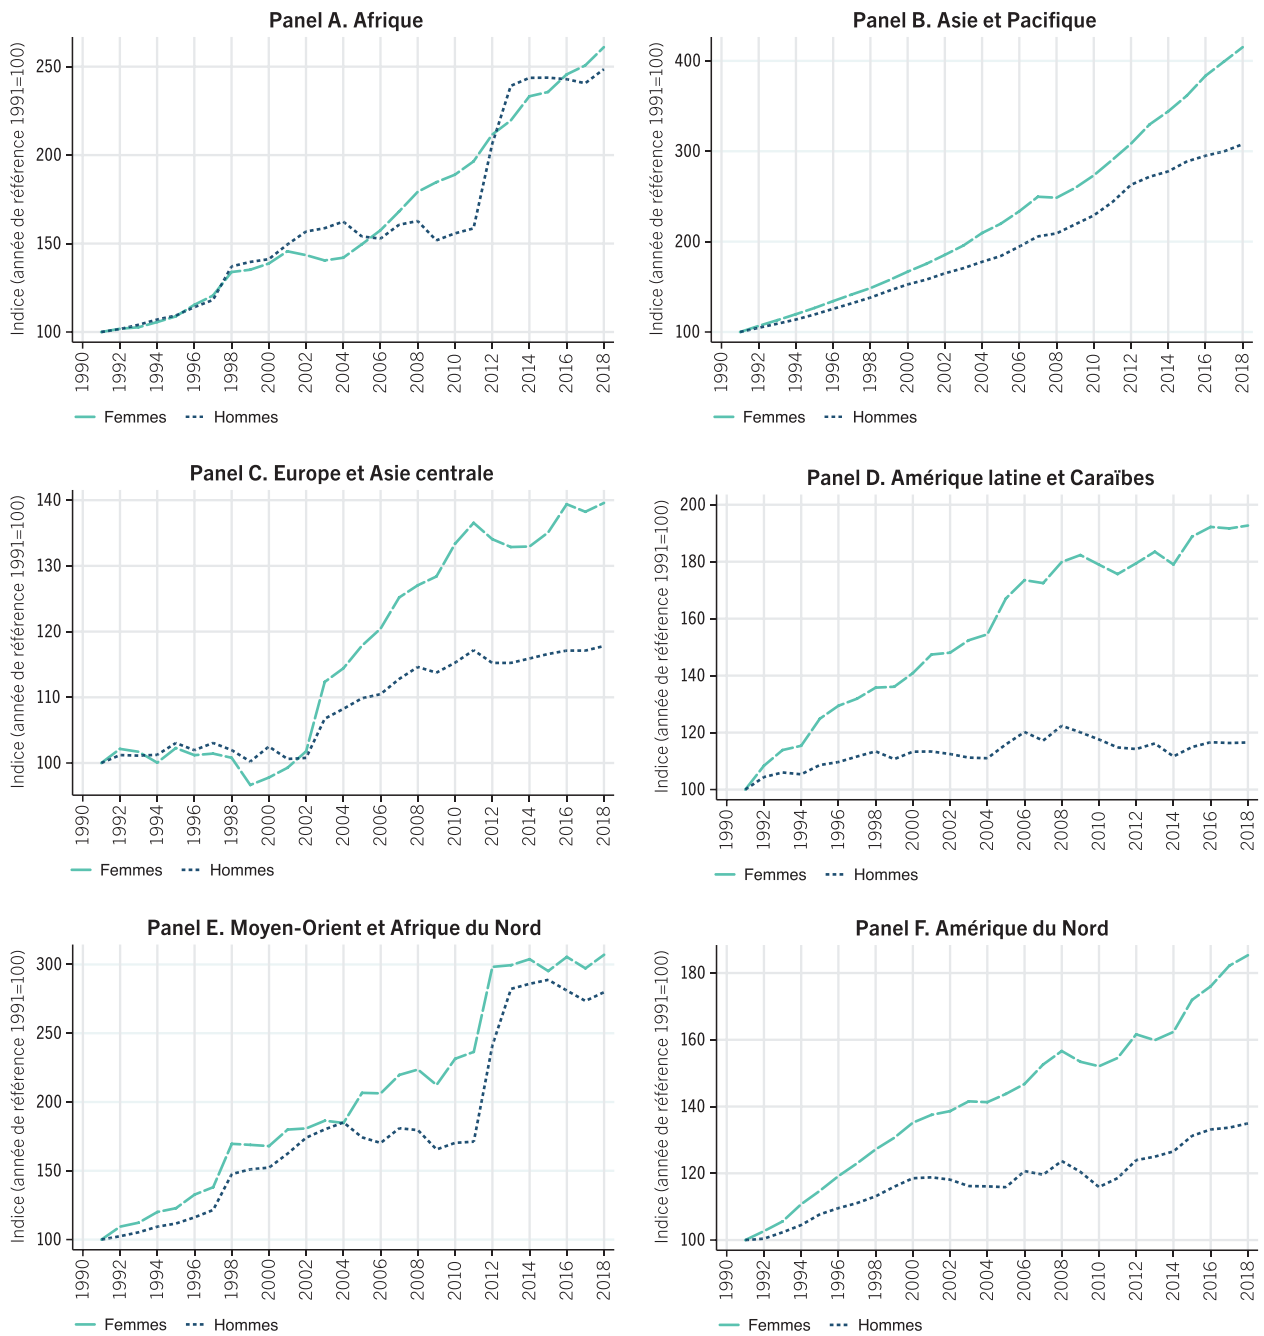 Panel A. Afrique
Indice (année de référence 1991=100)
250
200
150
100
1990 1992 1994 1996 1998 2000 2002 2004 2006 2008 2010 2012 2014 2016 2018
Femmes Hommes
Panel B. Asie et Pacifique
Indice (année de référence 1991=100)
400
300
200
100
1990 1992 1994 1996 1998 2000 2002 2004 2006 2008 2010 2012 2014 2016 2018
Femmes Hommes
Panel C. Europe et Asie centrale
Indice (année de référence 1991=100)
140
130
120
110
100
1990 1992 1994 1996 1998 2000 2002 2004 2006 2008 2010 2012 2014 2016 2018
Femmes Hommes
Panel D. Amérique latine et Caraïbes
Indice (année de référence 1991=100)
200
180
160
140
120
100
1990 1992 1994 1996 1998 2000 2002 2004 2006 2008 2010 2012 2014 2016 2018
Femmes Hommes
Panel E. Moyen-Orient et Afrique du Nord
Indice (année de référence 1991=100)
300
250
200
150
100
1990 1992 1994 1996 1998 2000 2002 2004 2006 2008 2010 2012 2014 2016 2018
Femmes Hommes
Panel F. Amérique du Nord
Indice (année de référence 1991=100)
180
160
140
120
100
1990 1992 1994 1996 1998 2000 2002 2004 2006 2008 2010 2012 2014 2016 2018
Femmes Hommes